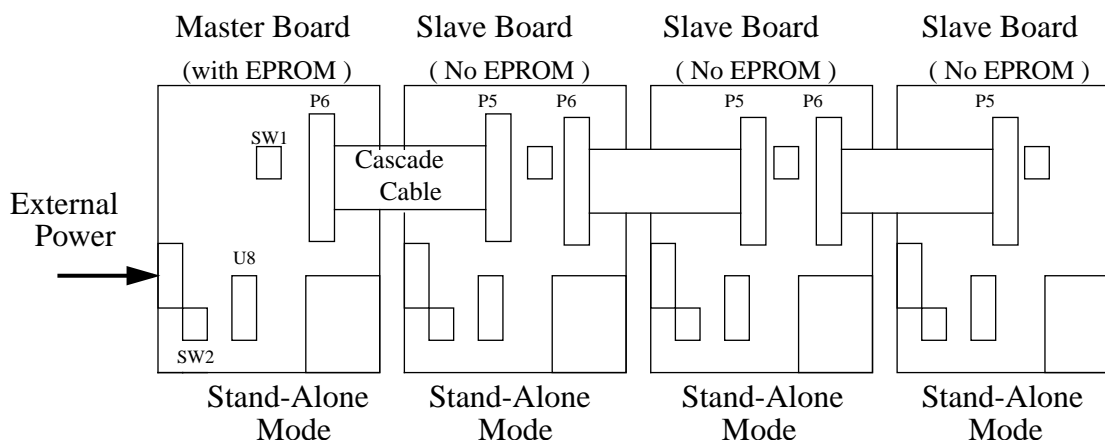 Master Board
(with EPROM )
Slave Board
( No EPROM )
Slave Board
( No EPROM )
Slave Board
( No EPROM )
P6
P5
P6
P5
P6
P5
SW1
Cascade
Cable
External
Power
U8
SW2
Stand-Alone
Mode
Stand-Alone
Mode
Stand-Alone
Mode
Stand-Alone
Mode